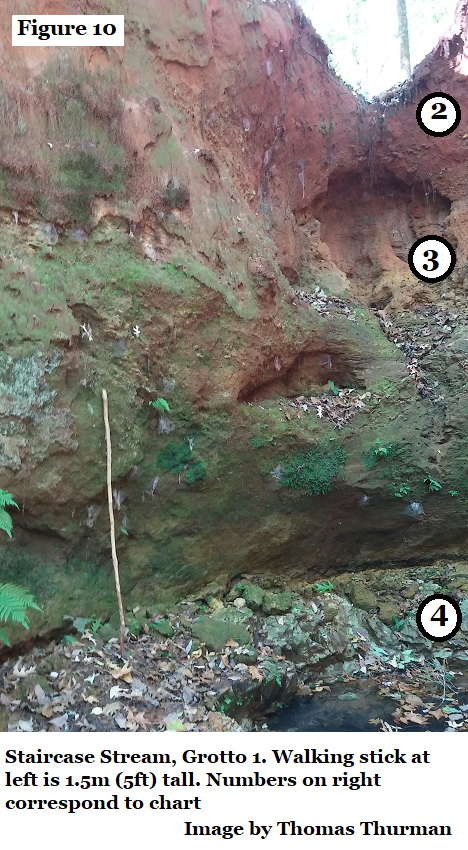 Figure 10
2
3
4
Staircase Stream, Grotto 1. Walking stick at
left is 1.5m (5ft) tall. Numbers on right
correspond to chart
Image by Thomas Thurman